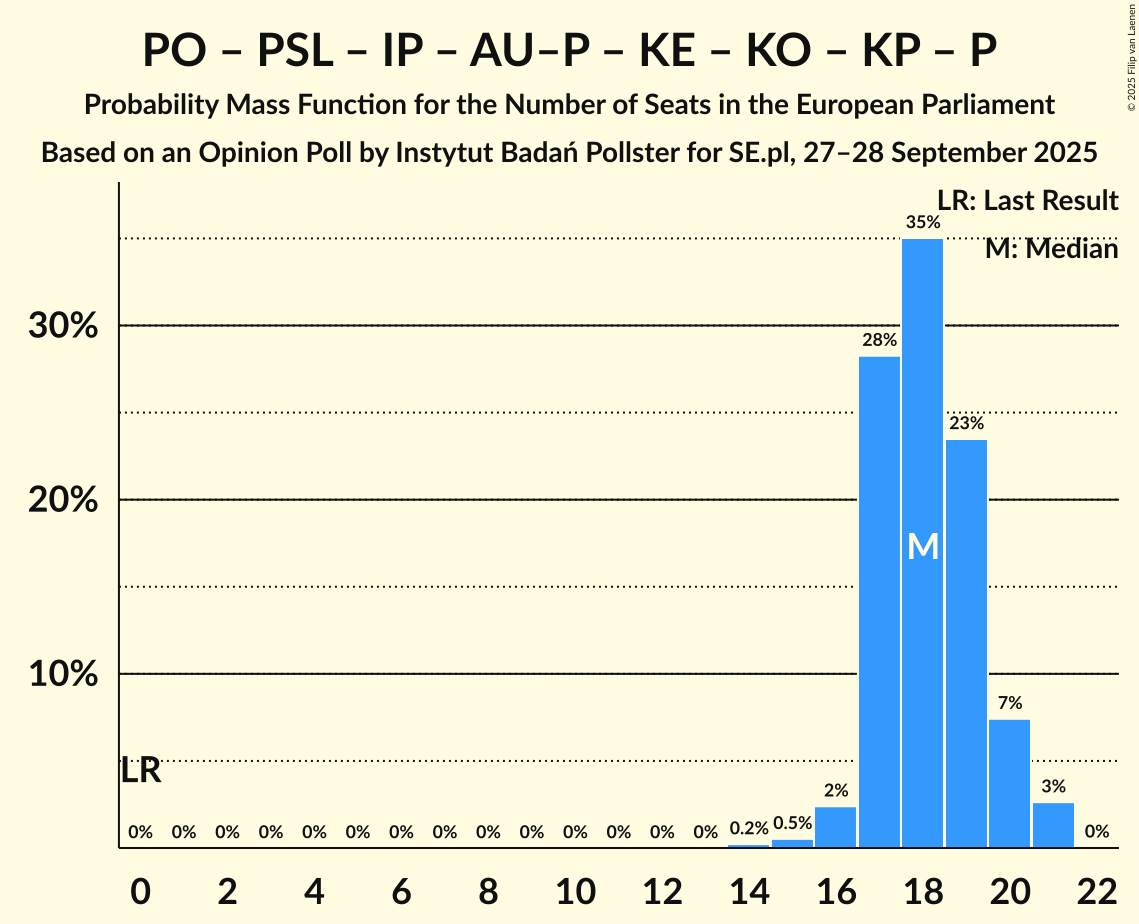 PO – PSL – IP – AU–P – KE – KO – KP – P
Probability Mass Function for the Number of Seats in the European Parliament
Based on an Opinion Poll by Instytut Badań Pollster for SE.pl, 27–28 September 2025
© 2025 Filip van Laenen
LR: Last Result
M: Median
35%
30%
28%
23%
20%
M
10%
7%
LR
3%
2%
0% 0% 0% 0% 0% 0% 0% 0% 0% 0% 0% 0% 0% 0% 0.2% 0.5% 0%
0 2 4 6 8 10 12 14 16 18 20 22